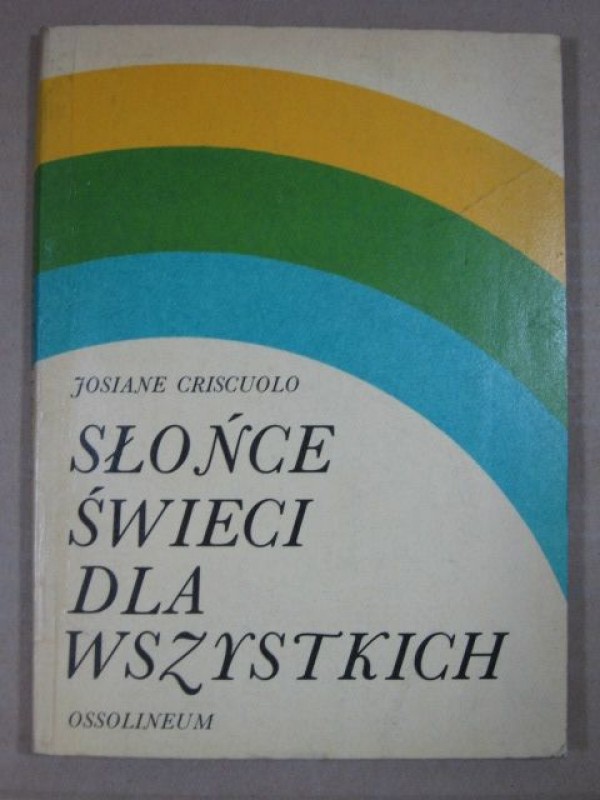 JOSIANE CRISCUOLO
SŁOŃCE
ŚWIECI
DLA
WSZYSTKICH
OSSOLINEUM